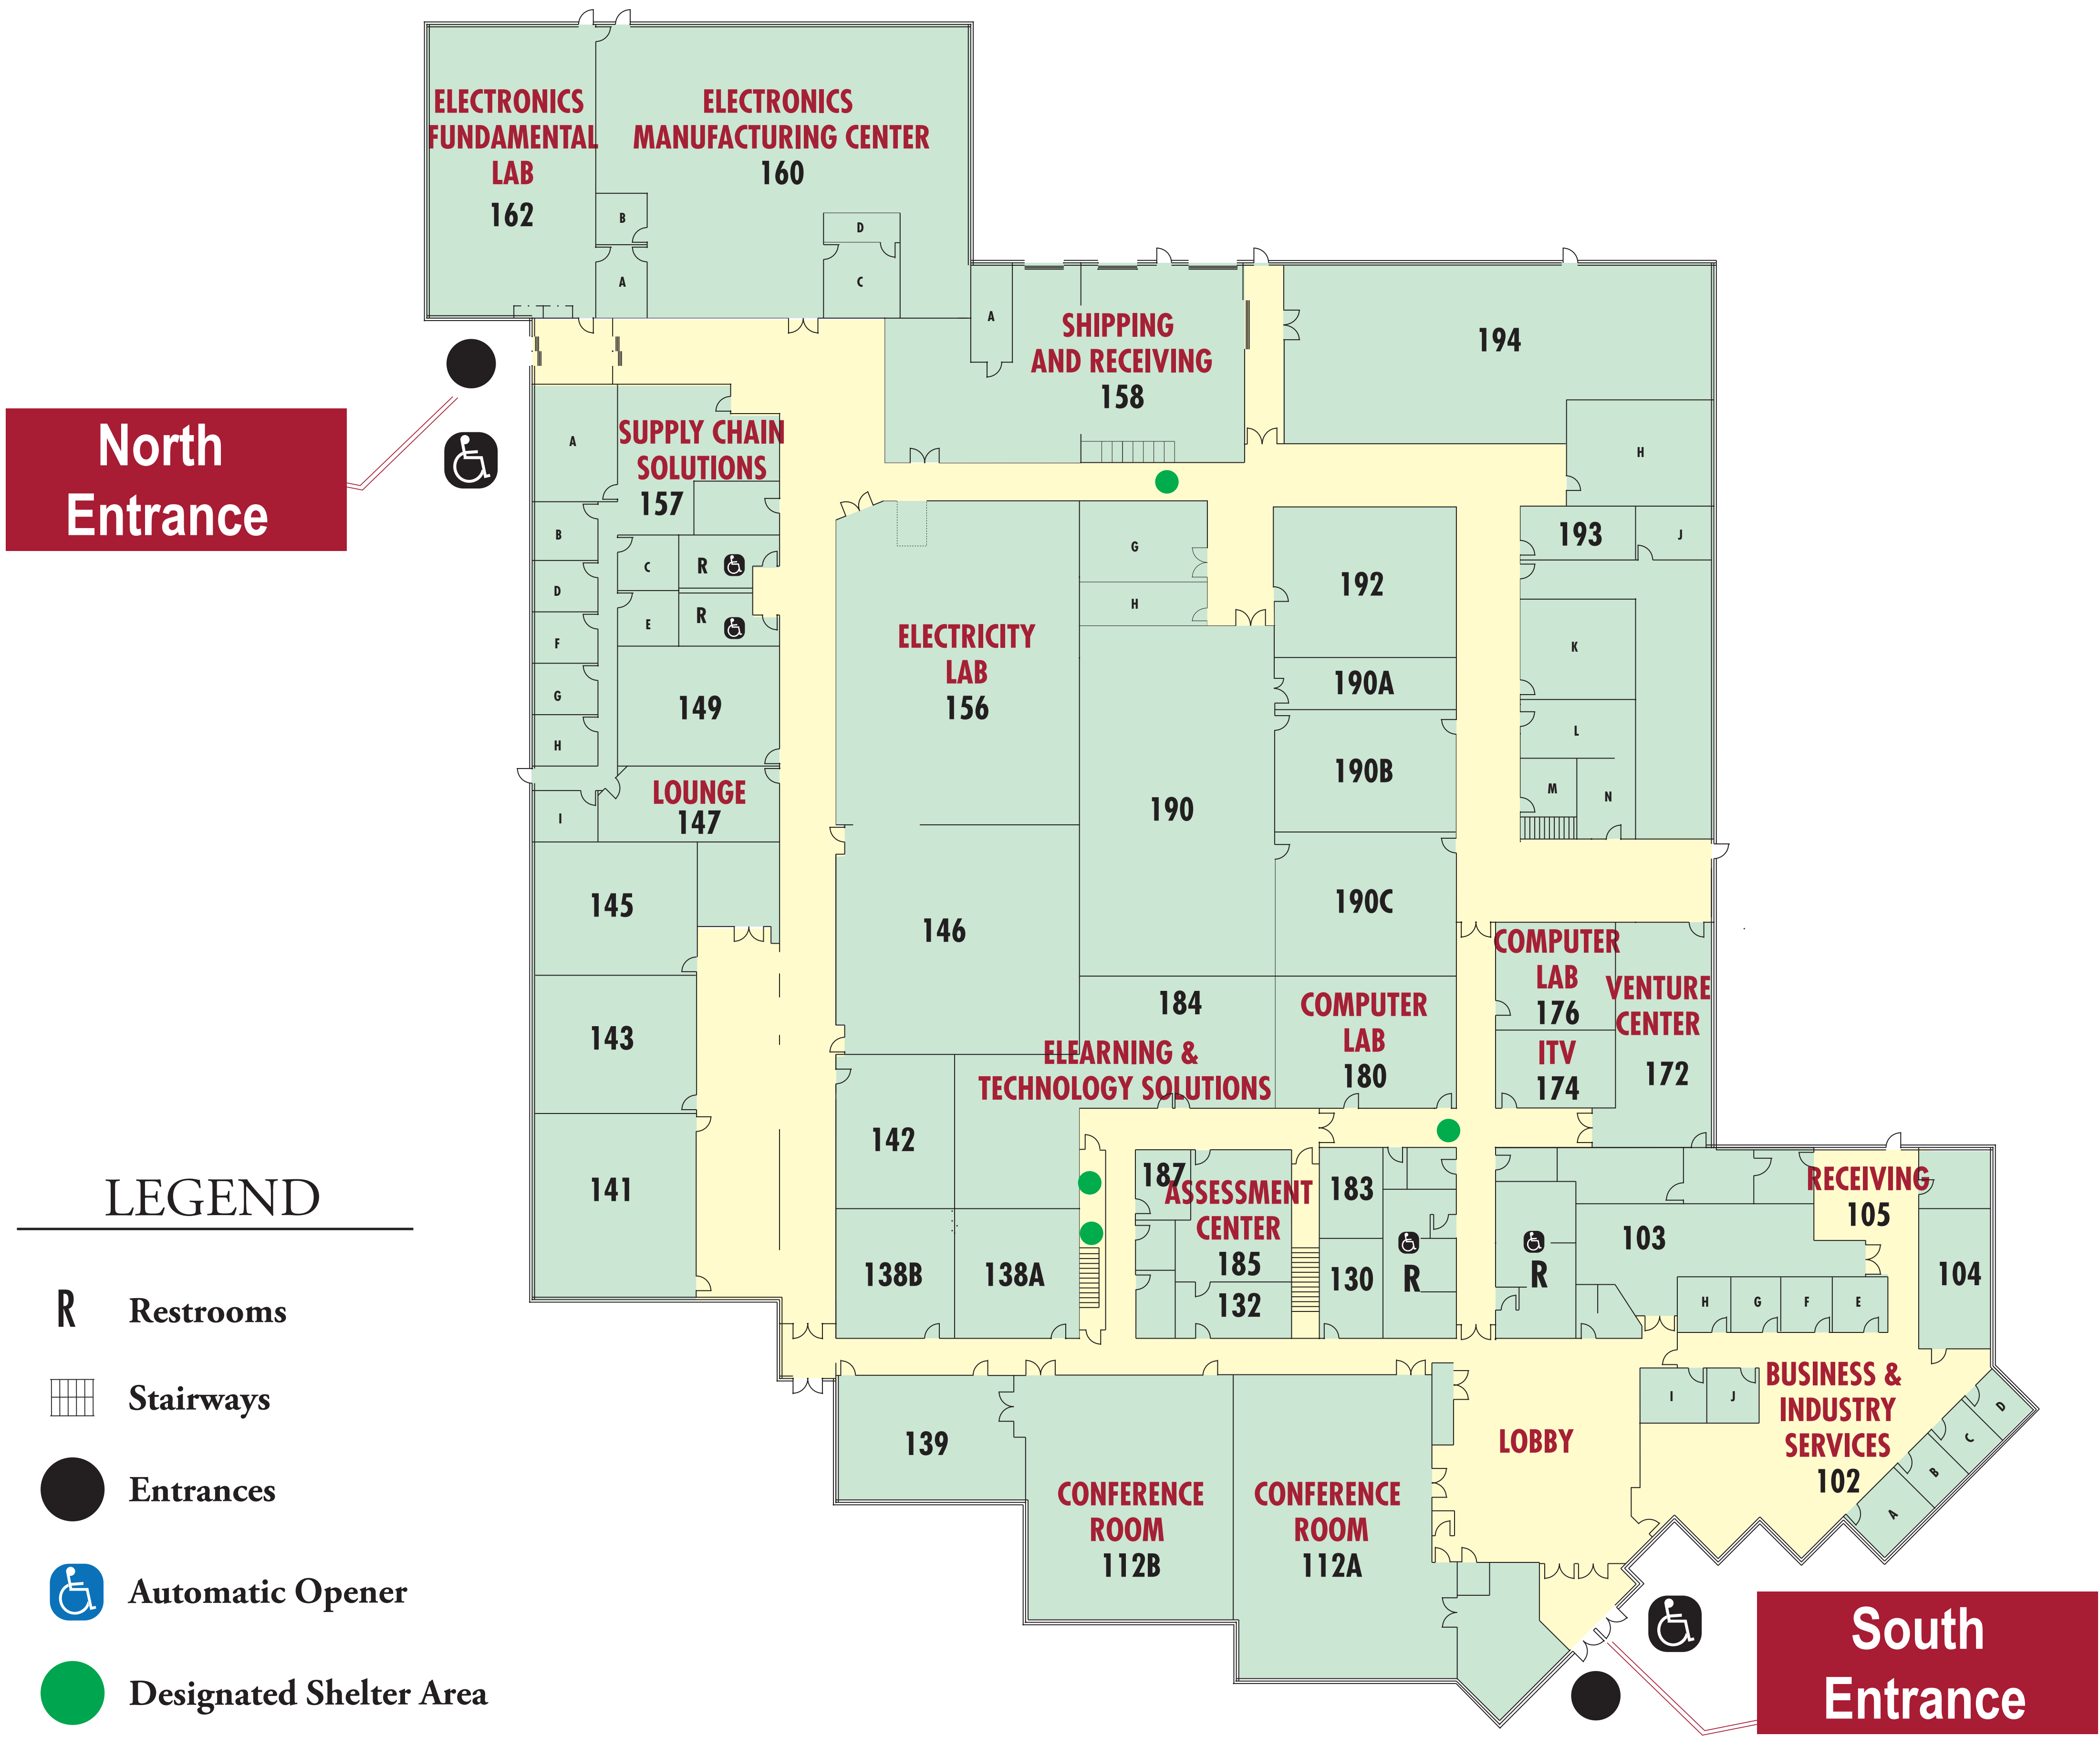 ELECTRONICS
FUNDAMENTAL
LAB
162
ELECTRONICS
MANUFACTURING CENTER
160
B
A
D
C
A
SHIPPING
AND RECEIVING
158
194
H
193
J
K
L
M
N
North
Entrance
A
SUPPLY CHAIN
SOLUTIONS
157
B
C
R
D
E
R
F
G
H
I
149
LOUNGE
147
145
143
141
ELECTRICITY
LAB
156
G
H
192
190A
190B
190C
190
146
184
ELEARNING &
TECHNOLOGY SOLUTIONS
COMPUTER
LAB
180
COMPUTER
LAB
176
ITV
174
VENTURE
CENTER
172
142
138B
138A
187
ASSESSMENT
CENTER
185
132
183
130
R
R
103
RECEIVING
105
104
H
G
F
E
I
J
BUSINESS &
INDUSTRY
SERVICES
102
D
C
B
A
LOBBY
139
CONFERENCE
ROOM
112B
CONFERENCE
ROOM
112A
South
Entrance
LEGEND
R Restrooms
Stairways
Entrances
Automatic Opener
Designated Shelter Area